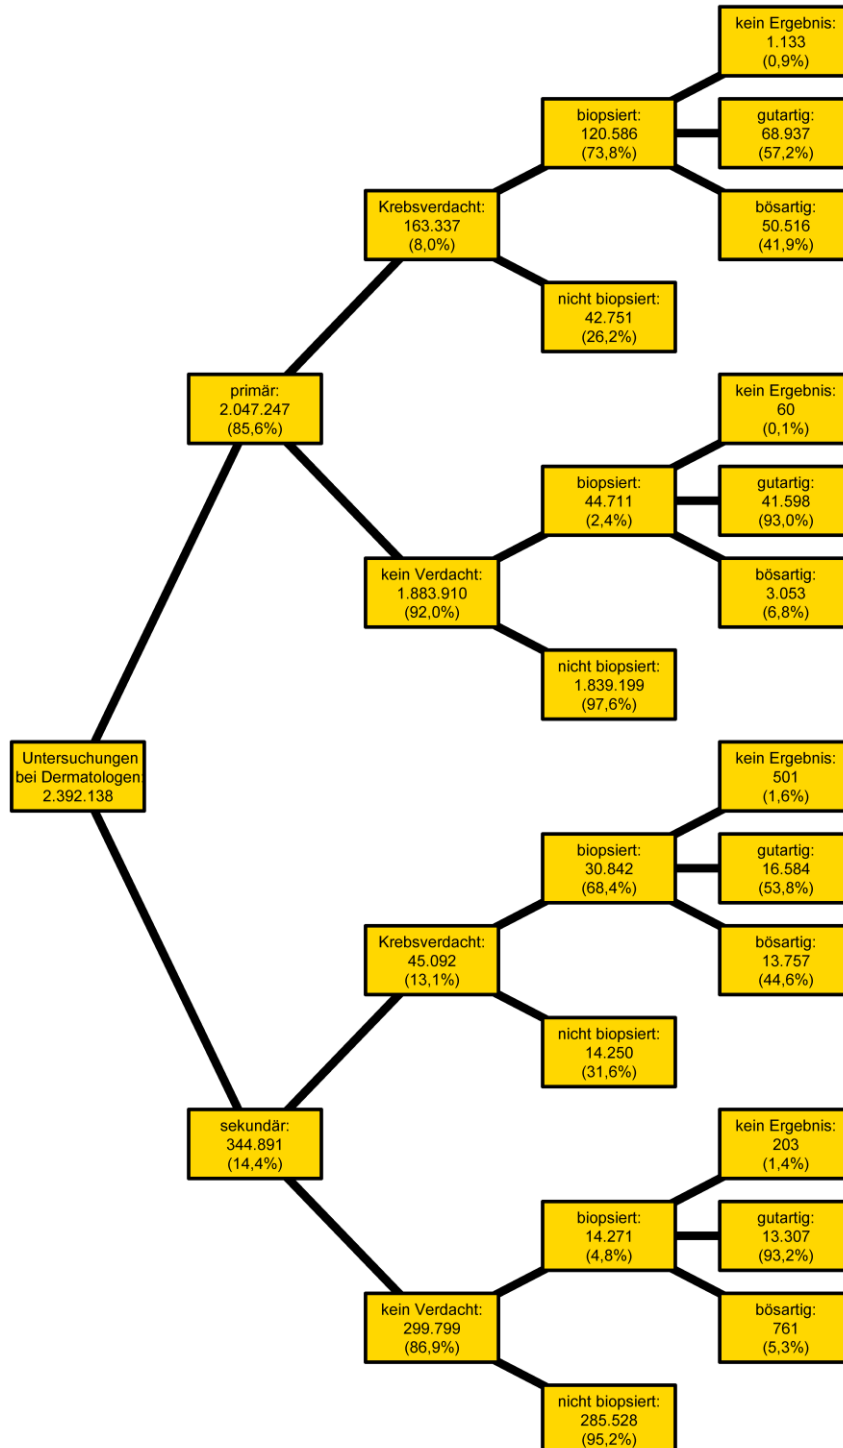 kein Ergebnis:
1.133
(0,9%)
biopsiert:
120.586
(73,8%)
gutartig:
68.937
(57,2%)
Krebsverdacht:
163.337
(8,0%)
bösartig:
50.516
(41,9%)
nicht biopsiert:
42.751
(26,2%)
primär:
2.047.247
(85,6%)
kein Ergebnis:
60
(0,1%)
biopsiert:
44.711
(2,4%)
gutartig:
41.598
(93,0%)
kein Verdacht:
1.883.910
(92,0%)
bösartig:
3.053
(6,8%)
nicht biopsiert:
1.839.199
(97,6%)
Untersuchungen
bei Dermatologen:
2.392.138
kein Ergebnis:
501
(1,6%)
biopsiert:
30.842
(68,4%)
gutartig:
16.584
(53,8%)
Krebsverdacht:
45.092
(13,1%)
bösartig:
13.757
(44,6%)
nicht biopsiert:
14.250
(31,6%)
sekundär:
344.891
(14,4%)
kein Ergebnis:
203
(1,4%)
biopsiert:
14.271
(4,8%)
gutartig:
13.307
(93,2%)
kein Verdacht:
299.799
(86,9%)
bösartig:
761
(5,3%)
nicht biopsiert:
285.528
(95,2%)